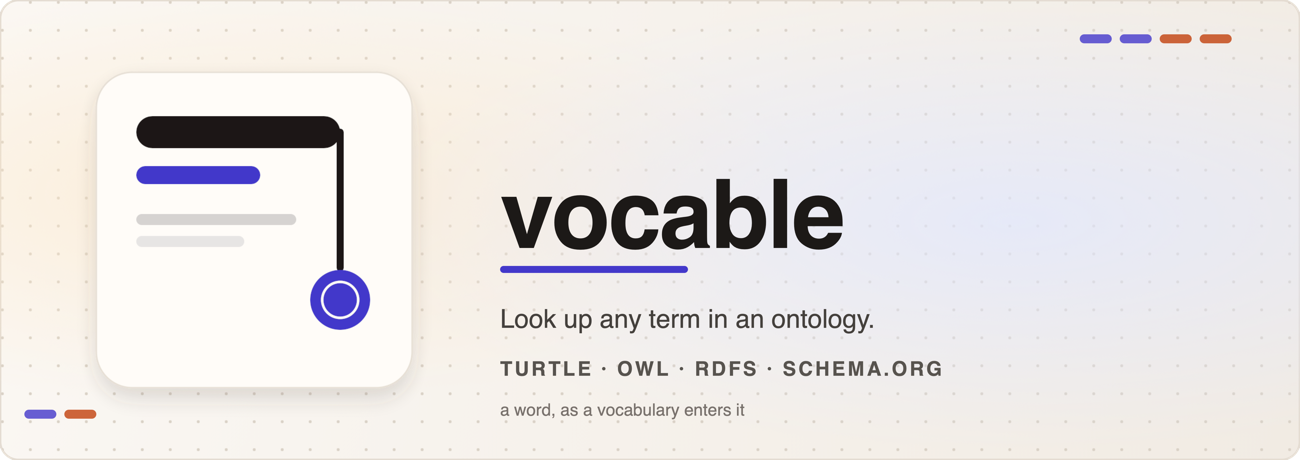 vocable
Look up any term in an ontology.
TURTLE · OWL · RDFS · SCHEMA.ORG
a word, as a vocabulary enters it